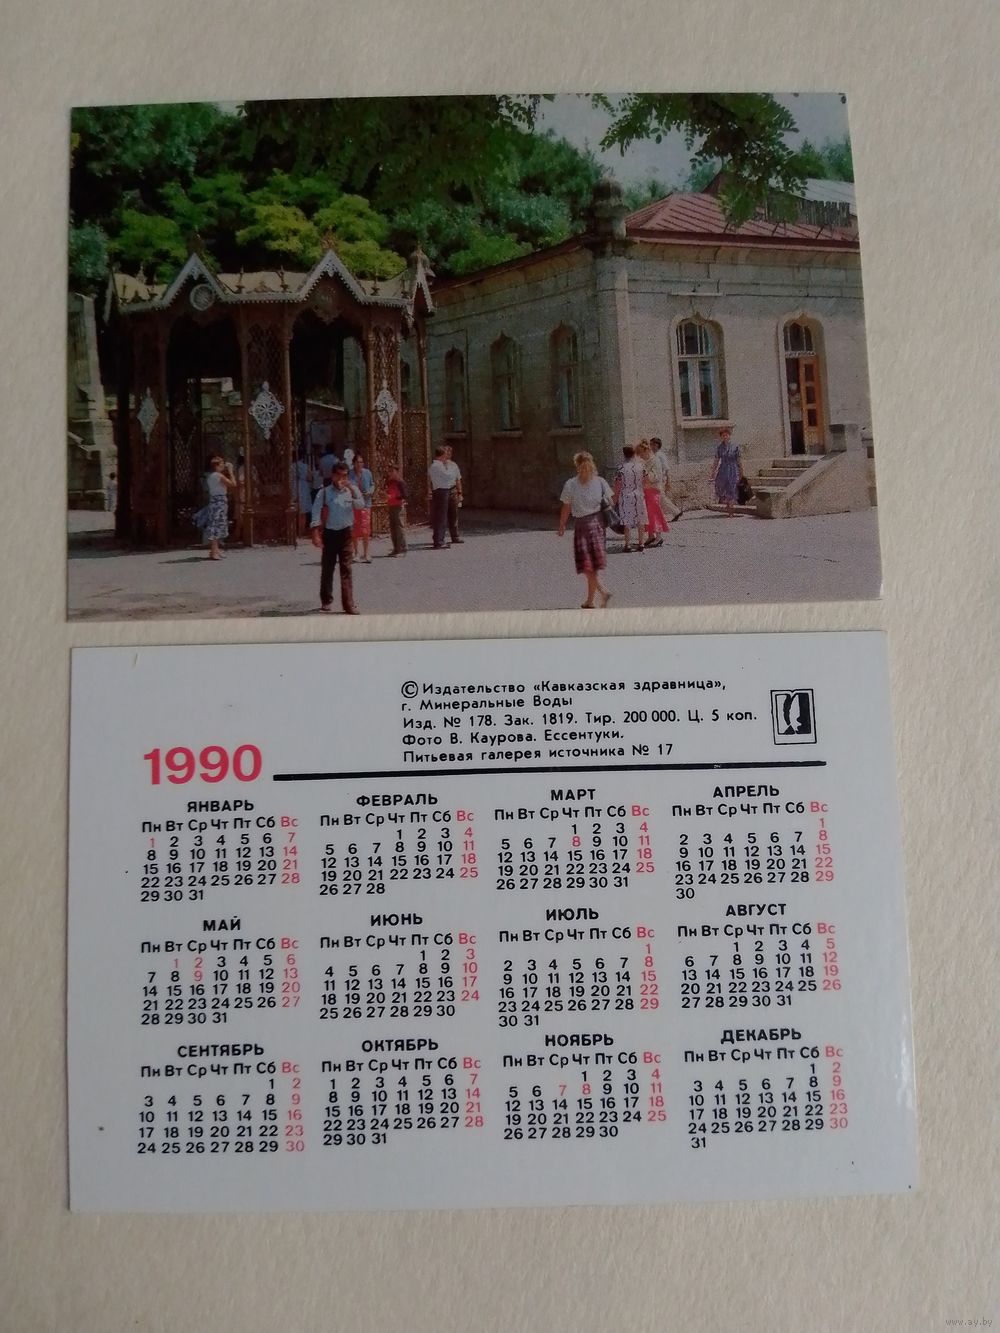 © Издательство «Кавказская здравница»,
г. Минеральные Воды
Изд. № 178. Зак. 1819. Тир. 200 000. Ц. 5 коп.
Фото В. Каурова. Ессентуки.
Питьевая галерея источника № 17
1990
ЯНВАРЬ
Пн Вт Ср Чт Пт Сб Вс
1 2 3 4 5 6 7
8 9 10 11 12 13 14
15 16 17 18 19 20 21
22 23 24 25 26 27 28
29 30 31
ФЕВРАЛЬ
Пн Вт Ср Чт Пт Сб Вс
1 2 3 4
5 6 7 8 9 10 11
12 13 14 15 16 17 18
19 20 21 22 23 24 25
26 27 28
МАРТ
Пн Вт Ср Чт Пт Сб Вс
1 2 3 4
5 6 7 8 9 10 11
12 13 14 15 16 17 18
19 20 21 22 23 24 25
26 27 28 29 30 31
АПРЕЛЬ
Пн Вт Ср Чт Пт Сб Вс
1
2 3 4 5 6 7 8
9 10 11 12 13 14 15
16 17 18 19 20 21 22
23 24 25 26 27 28 29
30
МАЙ
Пн Вт Ср Чт Пт Сб Вс
1 2 3 4 5 6
7 8 9 10 11 12 13
14 15 16 17 18 19 20
21 22 23 24 25 26 27
28 29 30 31
ИЮНЬ
Пн Вт Ср Чт Пт Сб Вс
1 2 3
4 5 6 7 8 9 10
11 12 13 14 15 16 17
18 19 20 21 22 23 24
25 26 27 28 29 30
ИЮЛЬ
Пн Вт Ср Чт Пт Сб Вс
1
2 3 4 5 6 7 8
9 10 11 12 13 14 15
16 17 18 19 20 21 22
23 24 25 26 27 28 29
30 31
АВГУСТ
Пн Вт Ср Чт Пт Сб Вс
1 2 3 4 5
6 7 8 9 10 11 12
13 14 15 16 17 18 19
20 21 22 23 24 25 26
27 28 29 30 31
СЕНТЯБРЬ
Пн Вт Ср Чт Пт Сб Вс
1 2
3 4 5 6 7 8 9
10 11 12 13 14 15 16
17 18 19 20 21 22 23
24 25 26 27 28 29 30
ОКТЯБРЬ
Пн Вт Ср Чт Пт Сб Вс
1 2 3 4 5 6 7
8 9 10 11 12 13 14
15 16 17 18 19 20 21
22 23 24 25 26 27 28
29 30 31
НОЯБРЬ
Пн Вт Ср Чт Пт Сб Вс
1 2 3 4
5 6 7 8 9 10 11
12 13 14 15 16 17 18
19 20 21 22 23 24 25
26 27 28 29 30
ДЕКАБРЬ
Пн Вт Ср Чт Пт Сб Вс
1 2
3 4 5 6 7 8 9
10 11 12 13 14 15 16
17 18 19 20 21 22 23
24 25 26 27 28 29 30
31
www.ay.by